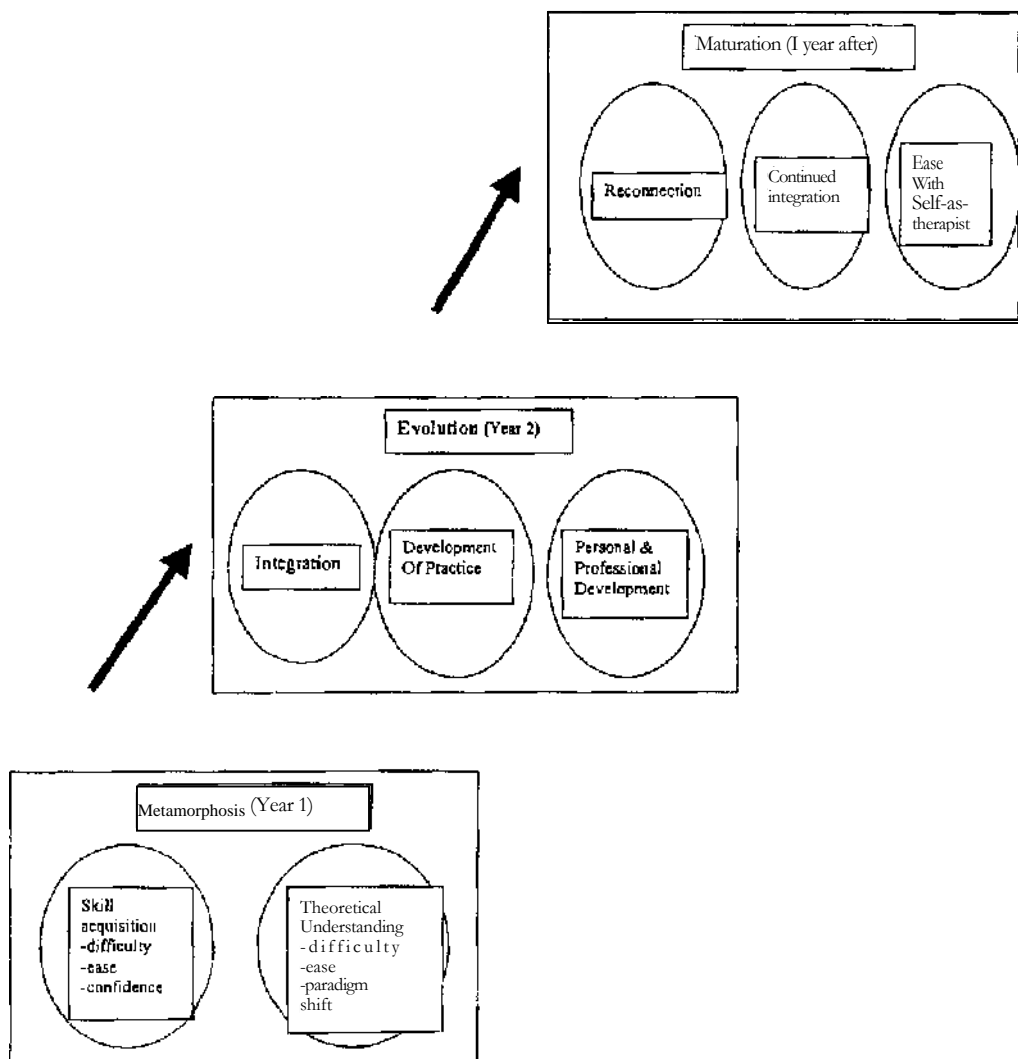 Maturation (I year after)
Reconnection
Continued
integration
Ease
With
Self-as-
therapist
Evolution (Year 2)
Integration
Development
Of Practice
Personal &
Professional
Development
Metamorphosis (Year 1)
Skill
acquisition
-difficulty
-ease
-confidence
Theoretical
Understanding
-difficulty
-ease
-paradigm
shift